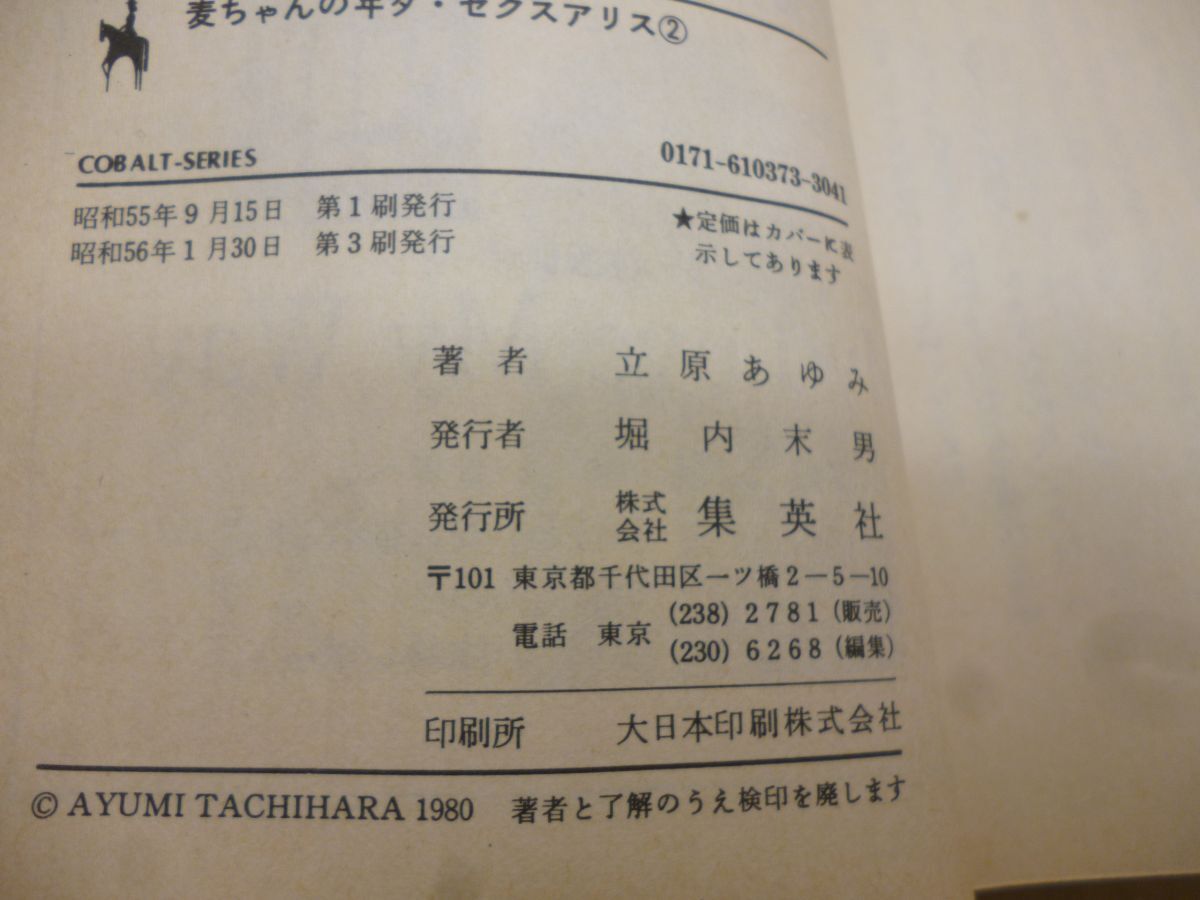 麦ちゃんのヰタ・セクスアリス②
COBALT-SERIES
0171-610373-3041
昭和55年9月15日 第1刷発行
昭和56年1月30日 第3刷発行
★定価はカバーに表
示してあります
著者 立原あゆみ
発行者 堀内末男
発行所 株式会社 集英社
〒101 東京都千代田区一ツ橋2-5-10
電話 東京 (238) 2781 (販売)
(230) 6268 (編集)
印刷所 大日本印刷株式会社
© AYUMI TACHIHARA 1980 著者と了解のうえ検印を廃します